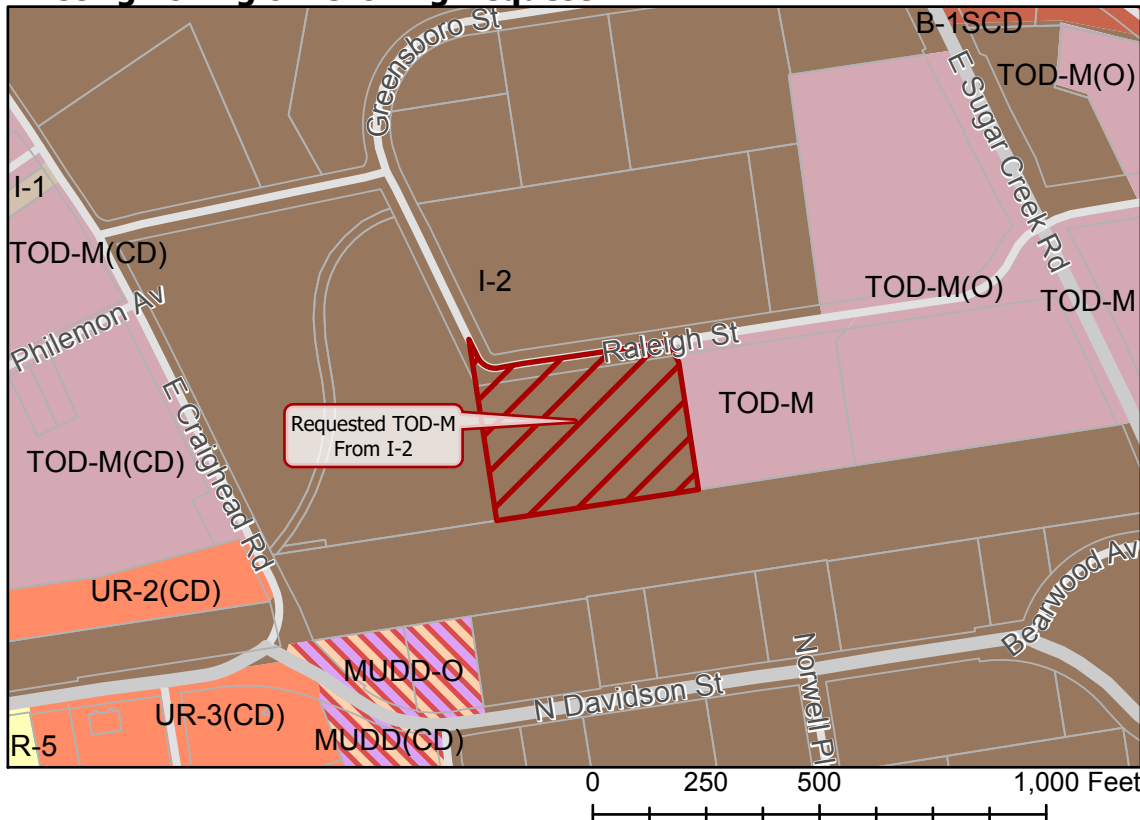 Greensboro St
B-1SCD
E Sugar Creek Rd
TOD-M(O)
I-1
TOD-M(CD)
I-2
TOD-M(O)
TOD-M
Philemon Av
Raleigh St
E Craighead Rd
TOD-M
Requested TOD-M
From I-2
TOD-M(CD)
UR-2(CD)
Bearwood Av
MUDD-O
Norwell Pl
N Davidson St
UR-3(CD)
MUDD(CD)
R-5
0 250 500 1,000 Feet